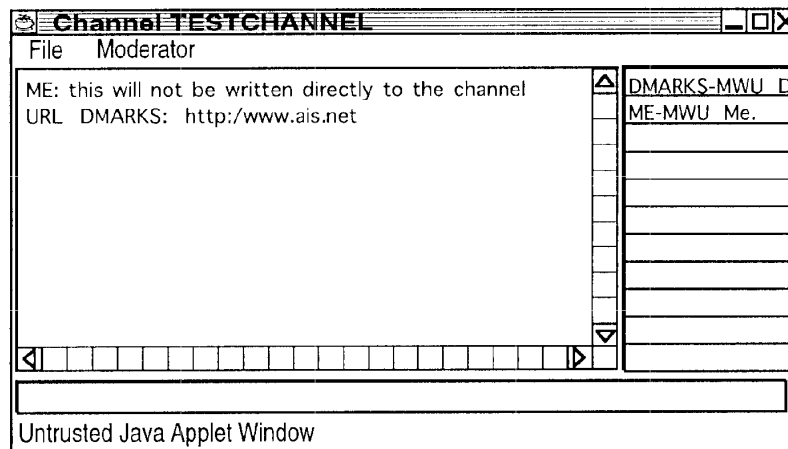 Channel TESTCHANNEL
File Moderator
ME: this will not be written directly to the channel
URL DMARKS: http:/www.ais.net
DMARKS-MWU D
ME-MWU Me.
Untrusted Java Applet Window